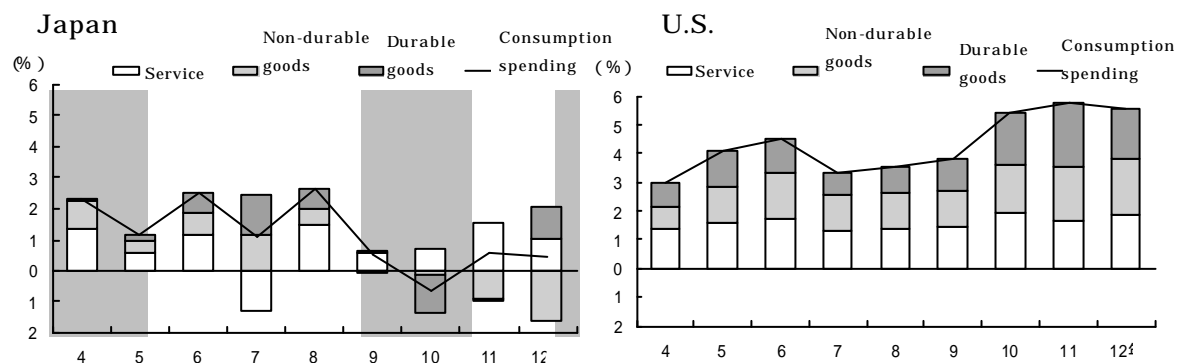 Japan
U.S.
Non-durable goods
Durable goods
Consumption spending
Service
(%)
6
5
4
3
2
1
0
1
2
4 5 6 7 8 9 10 11 12
Non-durable goods
Durable goods
Consumption spending
Service
(%)
6
5
4
3
2
1
0
1
2
4 5 6 7 8 9 10 11 12